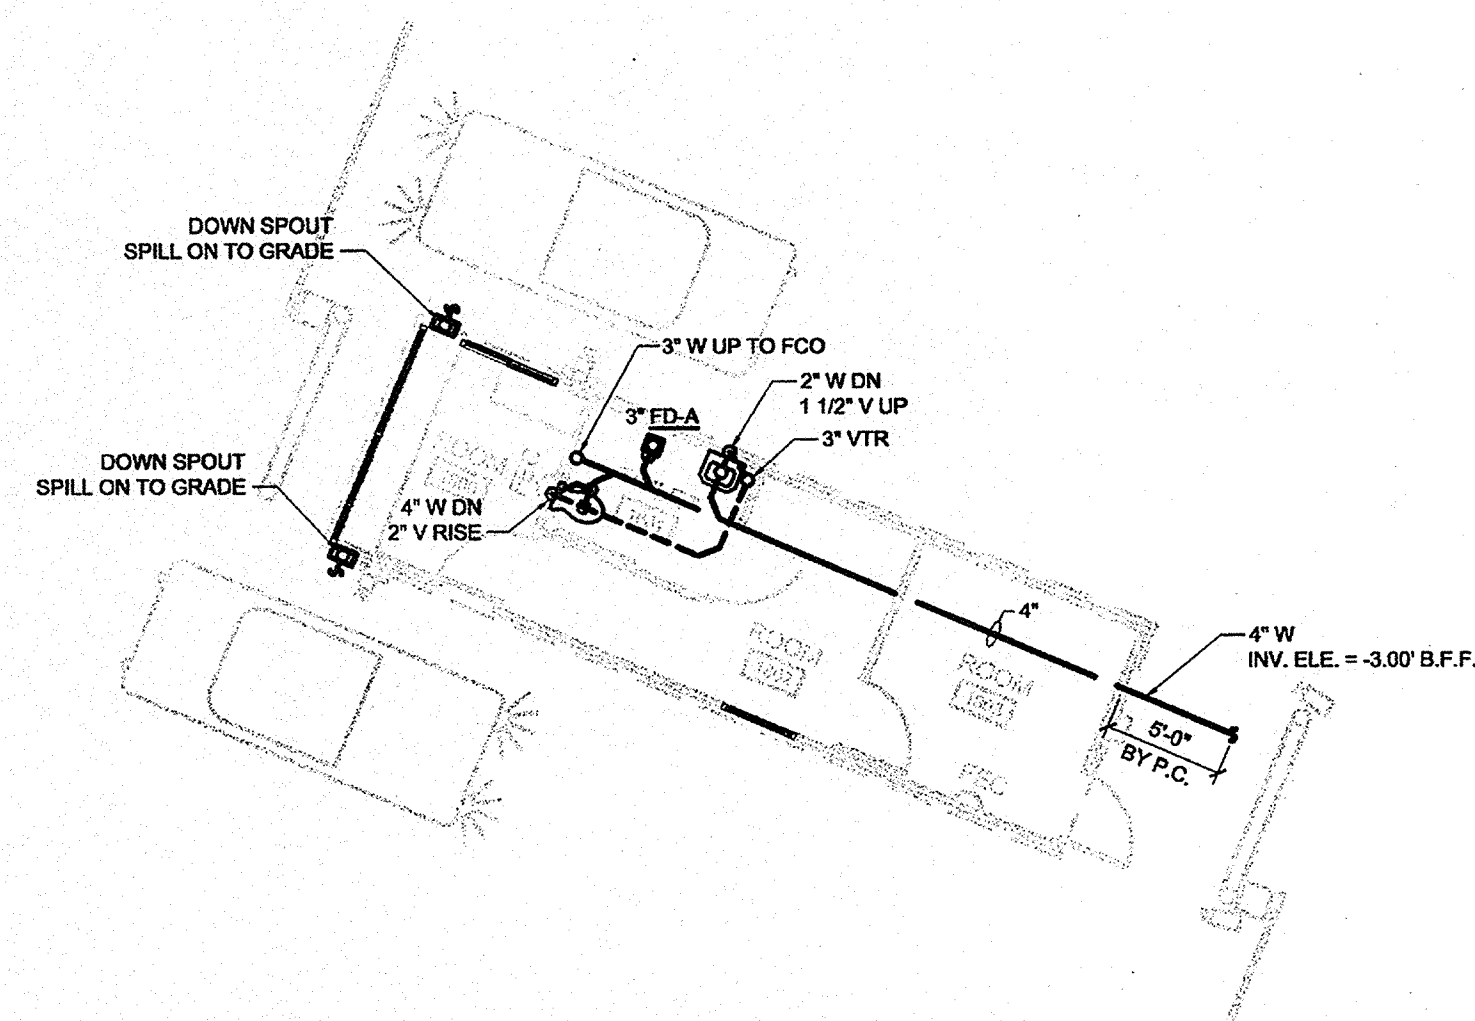 DOWN SPOUT
SPILL ON TO GRADE
3" W UP TO FCO
2" W DN
1 1/2" V UP
3" FD-A
3" VTR
DOWN SPOUT
SPILL ON TO GRADE
4" W DN
2" V RISE
ROOM
ROOM
ROOM
4"
4" W
INV. ELE. = -3.00' B.F.F.
5'-0"
BY P.C.